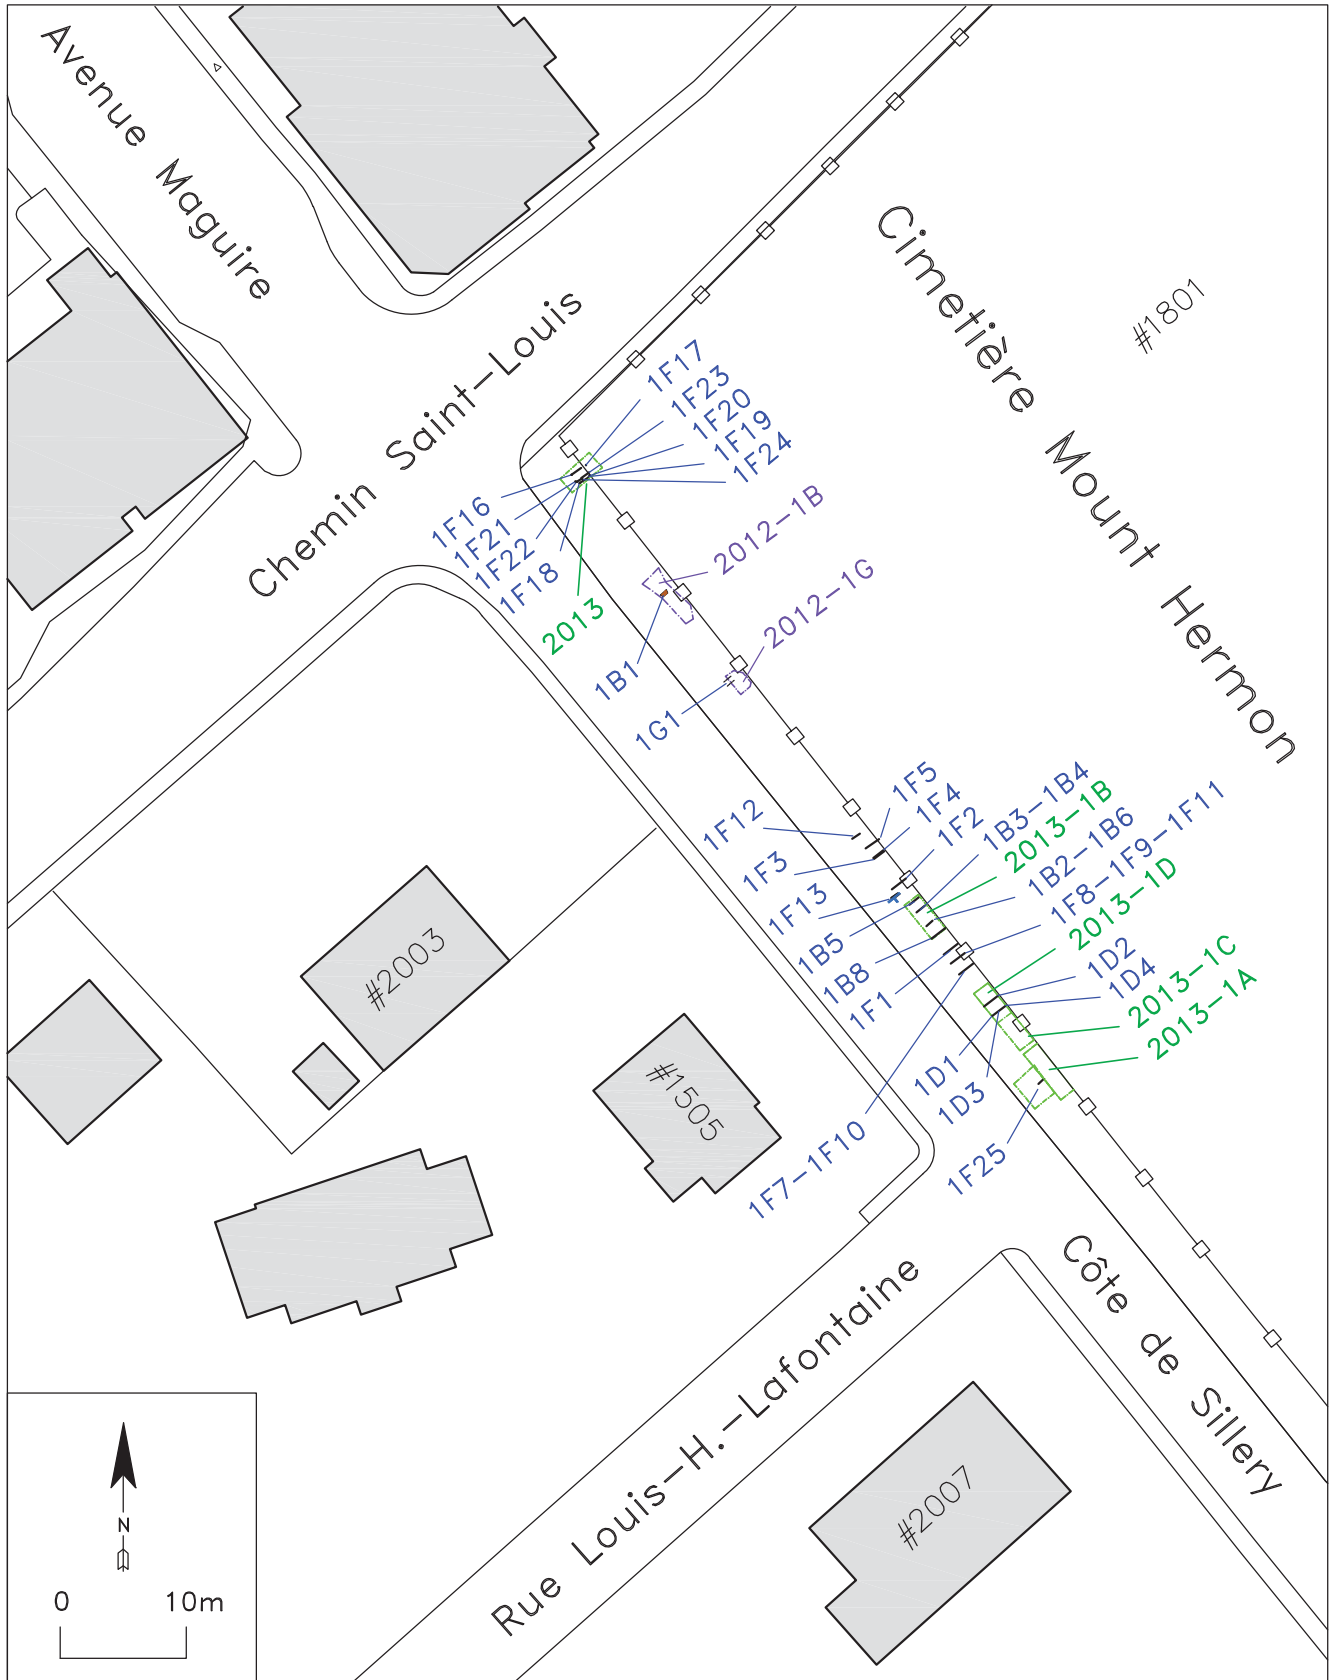 Avenue Maguire
Chemin Saint-Louis
Cimetière Mount Hermon
#1801
1F17
1F23
1F20
1F19
1F24
1F16
1F21
1F22
1F18
2013
2012-1B
2012-1G
1B1
1G1
1F5
1F4
1F2
1B3-1B4
2013-1B
1B2-1B6
1F8-1F9-1F11
2013-1D
1D2
1D4
2013-1C
2013-1A
1F12
1F3
1F13
1B5
1B8
1F1
1D1
1D3
1F7-1F10
1F25
#2003
#1505
Côte de Sillery
Rue Louis-H.-Lafontaine
#2007
N
0 10m